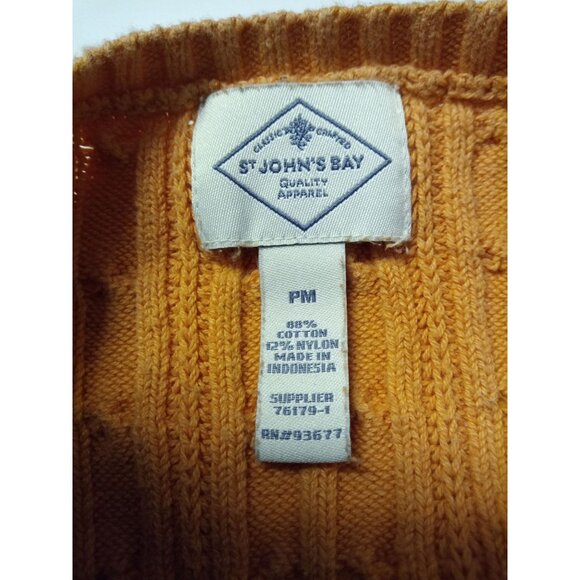 CLASSIC CRAFTED
ST JOHN'S BAY
QUALITY
APPAREL
PM
88%
COTTON
12% NYLON
MADE IN
INDONESIA
SUPPLIER
76179-1
RN#93677